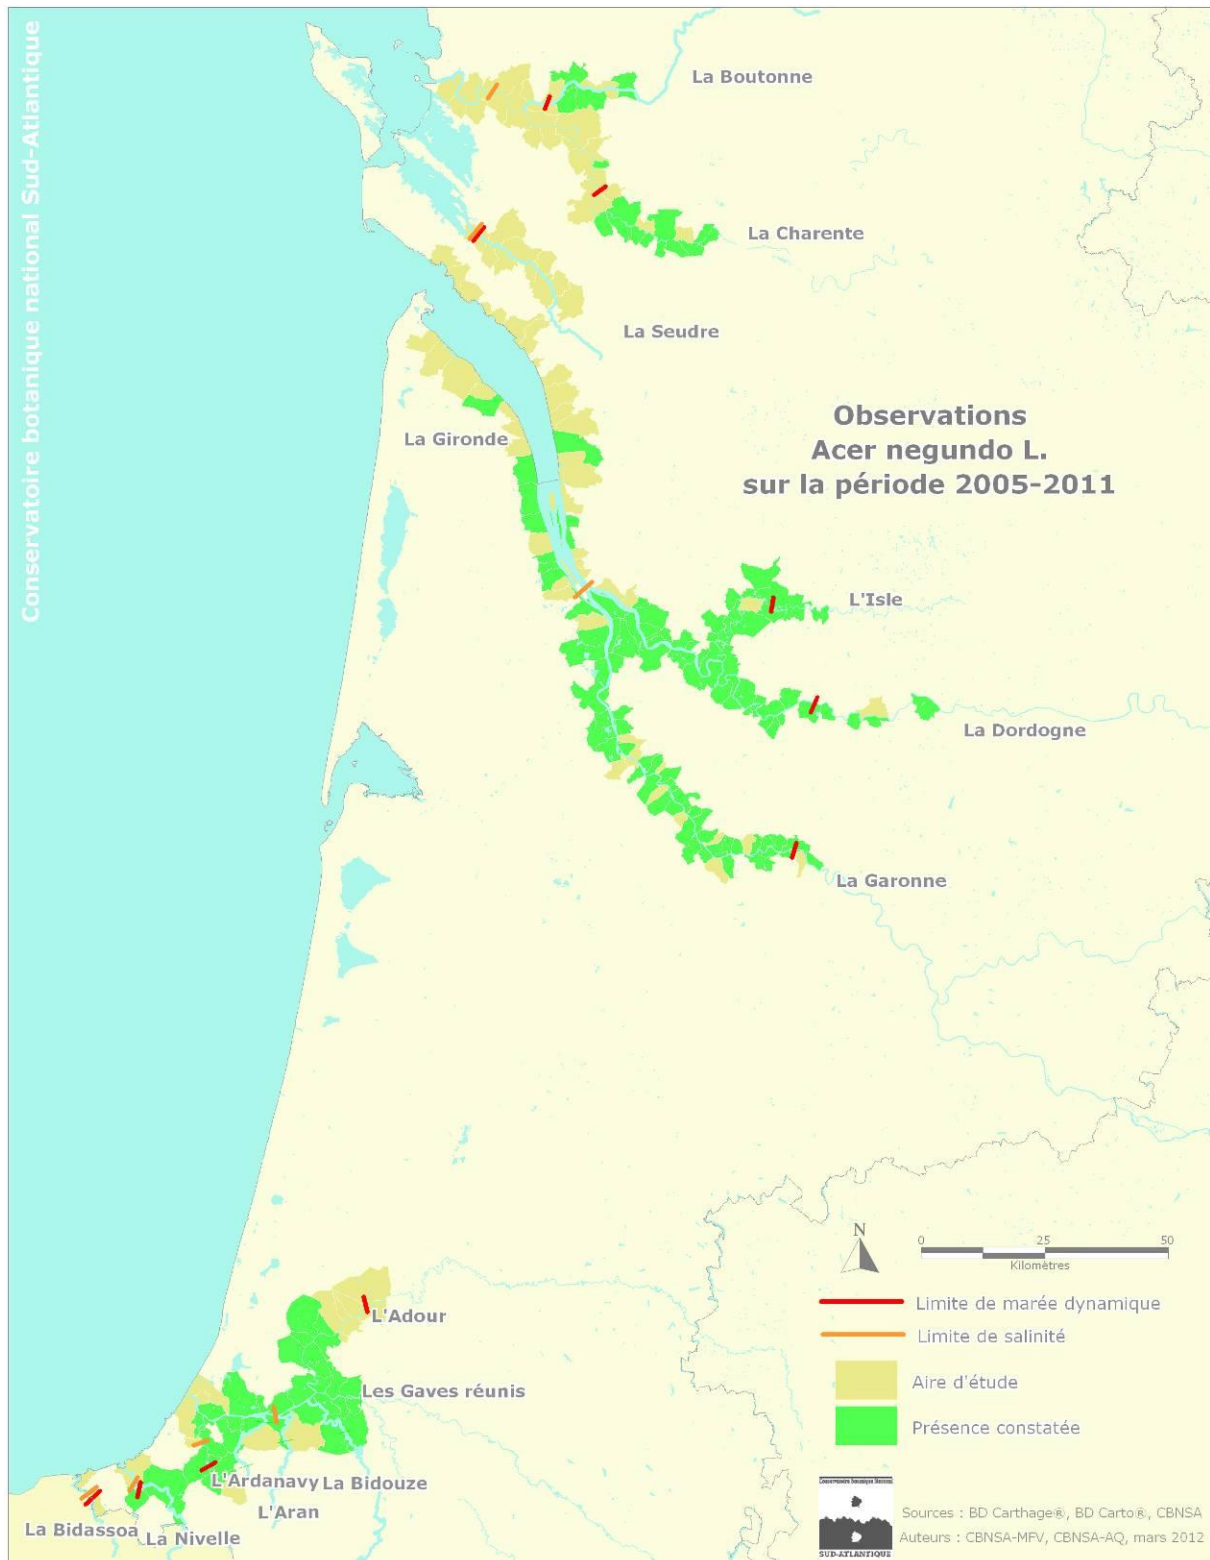 Conservatoire botanique national Sud-Atlantique
La Boutonne
La Charente
La Seudre
Observations
Acer negundo L.
sur la période 2005-2011
La Gironde
L'Isle
La Dordogne
La Garonne
N
0 25 50
Kilomètres
Limite de marée dynamique
L'Adour
Limite de salinité
Les Gaves réunis
Aire d'étude
Présence constatée
L'Ardanavy
La Bidouze
L'Aran
La Bidassoa
La Nivelle
Conservatoire Botanique National
SUD-ATLANTIQUE
Sources : BD Carthage®, BD Carto®, CBNSA
Auteurs : CBNSA-MFV, CBNSA-AQ, mars 2012